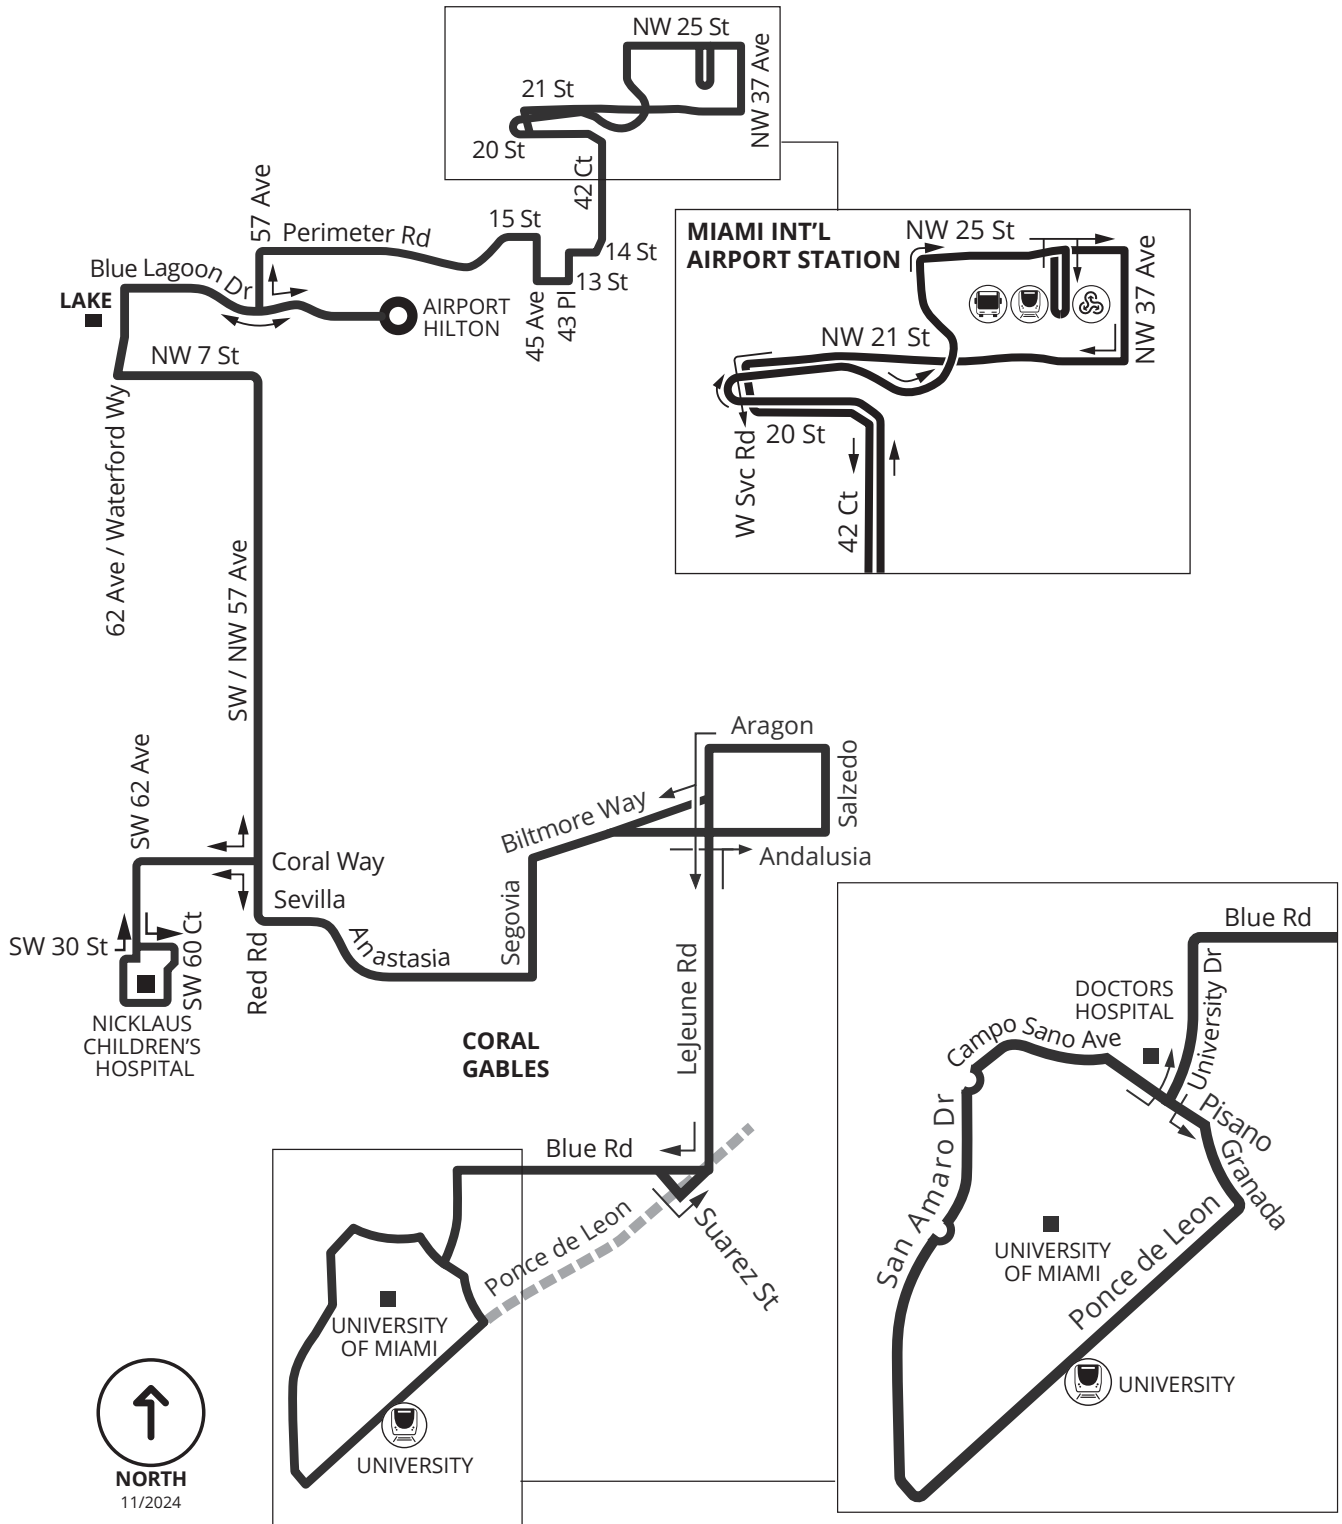 NW 25 St
NW 37 Ave
21 St
20 St
42 Ct
57 Ave
Perimeter Rd
15 St
14 St
13 St
45 Ave
43 Pl
Blue Lagoon Dr
LAKE
AIRPORT
HILTON
NW 7 St
62 Ave / Waterford Wy
SW / NW 57 Ave
MIAMI INT'L
AIRPORT STATION
NW 25 St
NW 37 Ave
NW 21 St
20 St
W Svc Rd
42 Ct
SW 62 Ave
Coral Way
Sevilla
Anastasia
Segovia
Biltmore Way
Aragon
Salzedo
Andalusia
LeJeune Rd
SW 30 St
SW 60 Ct
Red Rd
NICKLAUS
CHILDREN'S
HOSPITAL
CORAL
GABLES
Blue Rd
Ponce de Leon
Suarez St
UNIVERSITY
OF MIAMI
UNIVERSITY
Blue Rd
University Dr
DOCTORS
HOSPITAL
Campo Sano Ave
Pisano
Granada
San Amaro Dr
UNIVERSITY
OF MIAMI
Ponce de Leon
UNIVERSITY
NORTH
11/2024